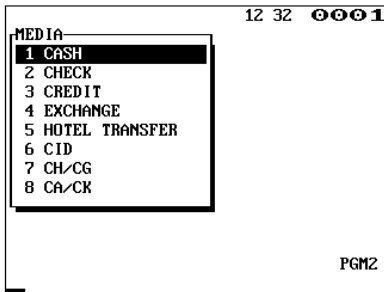 12 32 0001
MEDIA
1 CASH
2 CHECK
3 CREDIT
4 EXCHANGE
5 HOTEL TRANSFER
6 CID
7 CH/CG
8 CA/CK
PGM2